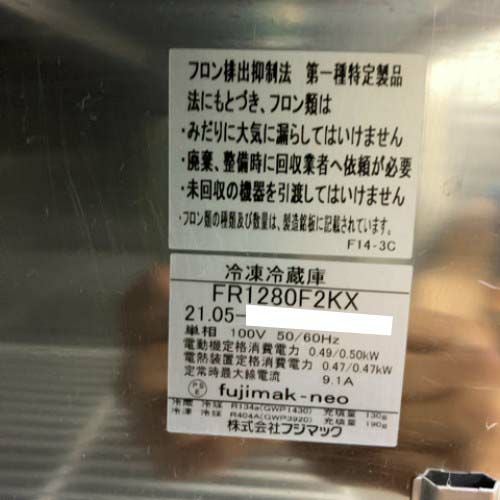 フロン排出抑制法 第一種特定製品
法にもとづき、フロン類は
・みだりに大気に漏らしてはいけません
・廃棄、整備時に回収業者へ依頼が必要
・未回収の機器を引渡してはいけません
・フロン類の種類及び数量は、製造銘板に記載されています。
F14-3C
冷凍冷蔵庫
FR1280F2KX
21.05-
単相 100V 50/60Hz
電動機定格消費電力 0.49/0.50kW
電熱装置定格消費電力 0.47/0.47kW
定常時最大線電流 9.1A
PS E fujimak-neo
冷蔵 冷媒 R134a(GWP1430) 充填量 130g
冷凍 冷媒 R404A(GWP3920) 充填量 190g
株式会社フジマック